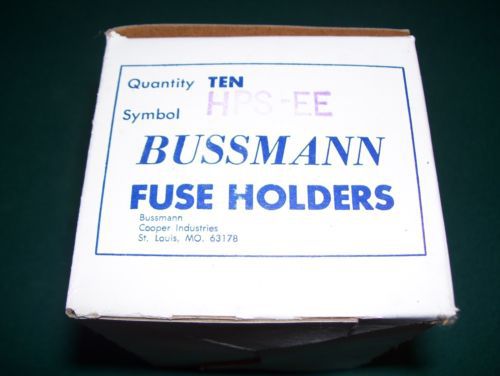 Quantity TEN
HPS-EE
Symbol
BUSSMANN
FUSE HOLDERS
Bussmann
Cooper Industries
St. Louis, MO. 63178